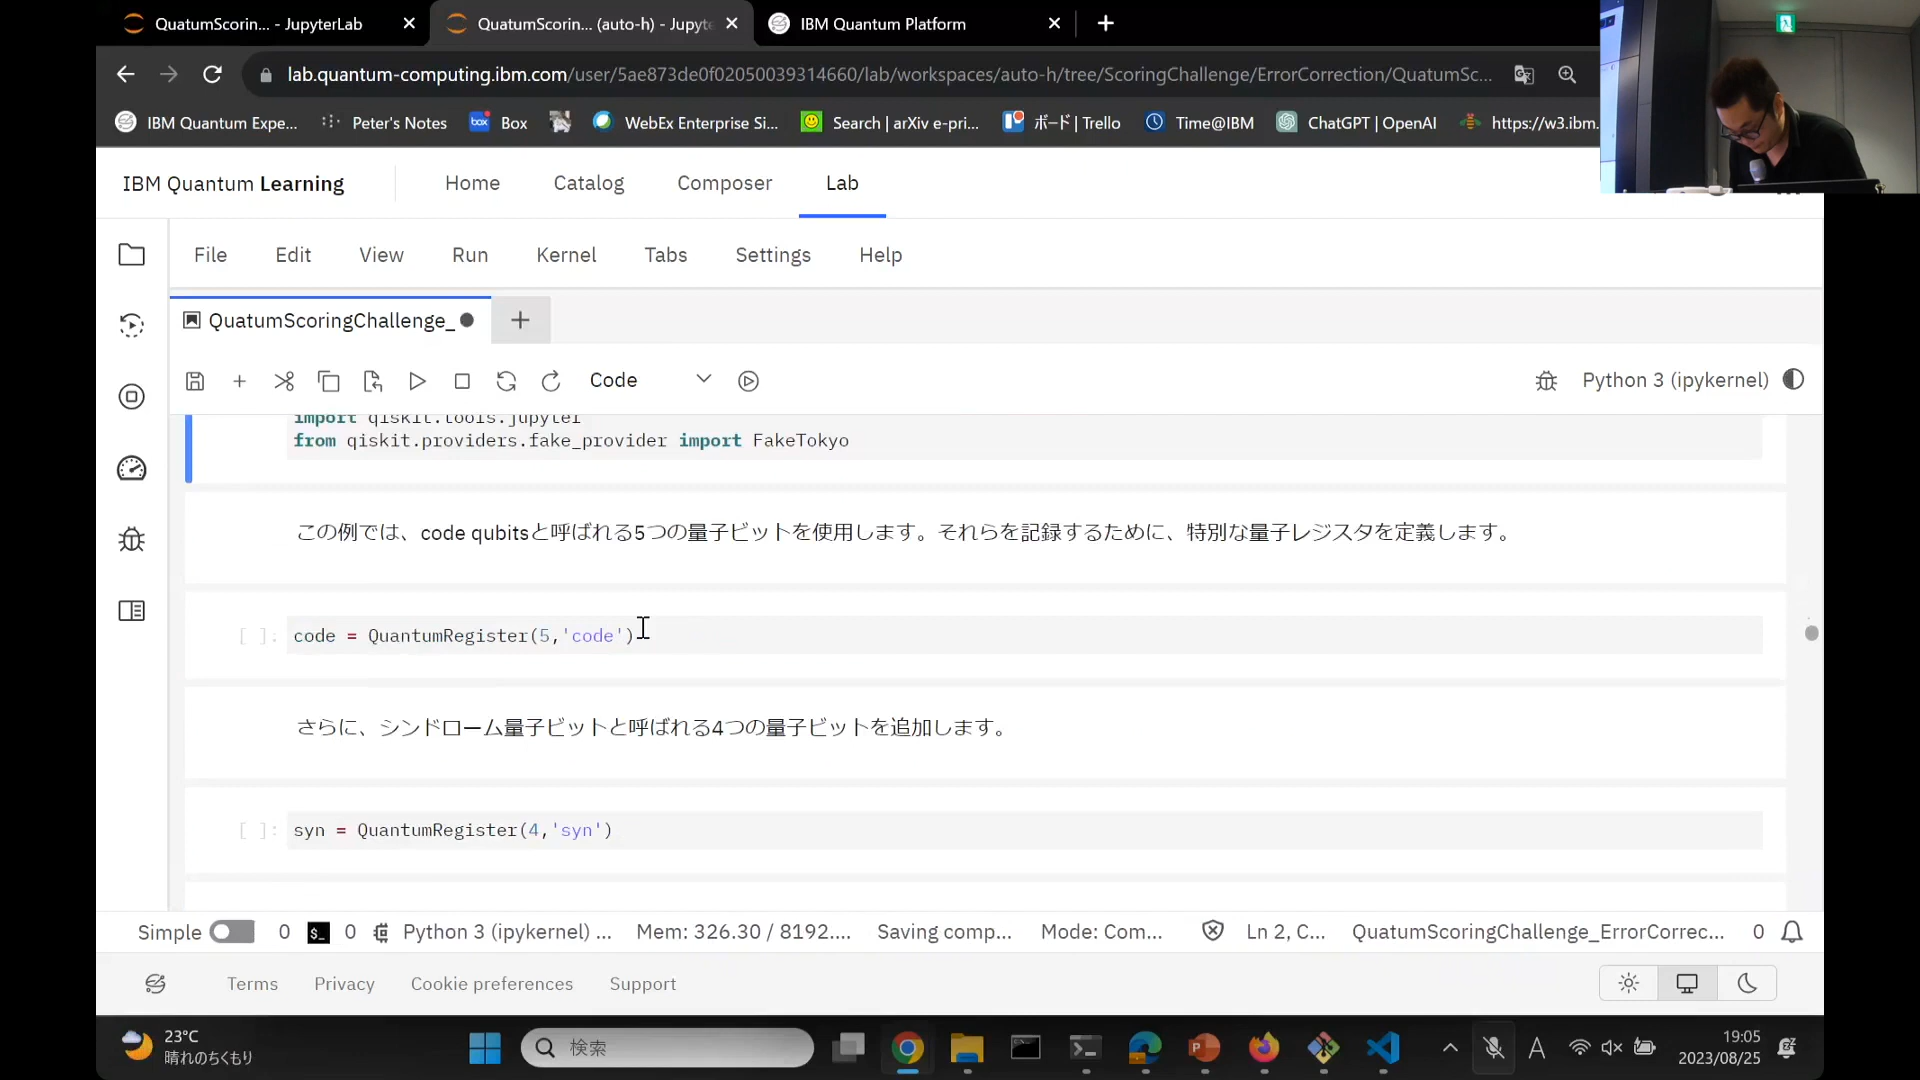 QuatumScorin... - JupyterLab
QuatumScorin... (auto-h) - Jupyte
IBM Quantum Platform
lab.quantum-computing.ibm.com/user/5ae873de0f02050039314660/lab/workspaces/auto-h/tree/ScoringChallenge/ErrorCorrection/QuatumSc...
IBM Quantum Expe...
Peter's Notes
box
Box
WebEx Enterprise Si...
Search | arXiv e-pri...
ボード | Trello
Time@IBM
ChatGPT | OpenAI
https://w3.ibm.
IBM Quantum Learning
Home
Catalog
Composer
Lab
File
Edit
View
Run
Kernel
Tabs
Settings
Help
QuatumScoringChallenge_
Code
Python 3 (ipykernel)
import qiskit.tools.jupyter
from qiskit.providers.fake_provider import FakeTokyo
この例では、code qubitsと呼ばれる5つの量子ビットを使用します。それらを記録するために、特別な量子レジスタを定義します。
[ ]: code = QuantumRegister(5,'code')
さらに、シンドローム量子ビットと呼ばれる4つの量子ビットを追加します。
[ ]: syn = QuantumRegister(4,'syn')
Simple
0
$_
0
Python 3 (ipykernel) ...
Mem: 326.30 / 8192....
Saving comp...
Mode: Com...
Ln 2, C...
QuatumScoringChallenge_ErrorCorrec...
0
Terms
Privacy
Cookie preferences
Support
23°C
晴れのちくもり
検索
A
19:05
2023/08/25